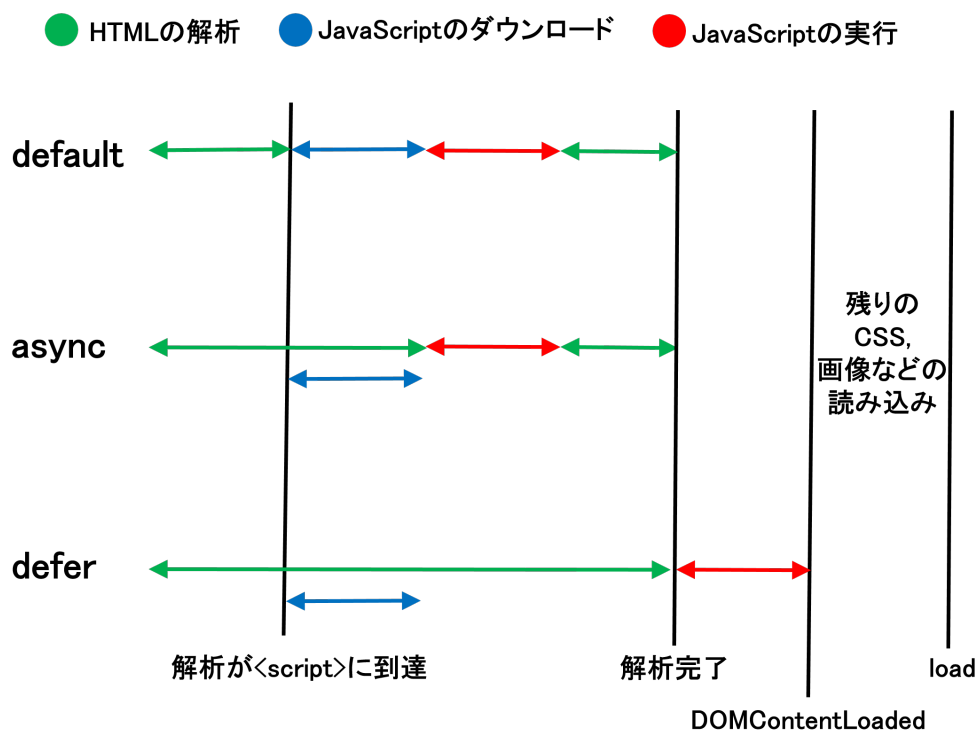 HTMLの解析
JavaScriptのダウンロード
JavaScriptの実行
default
async
defer
残りの
CSS,
画像などの
読み込み
解析が<script>に到達
解析完了
load
DOMContentLoaded